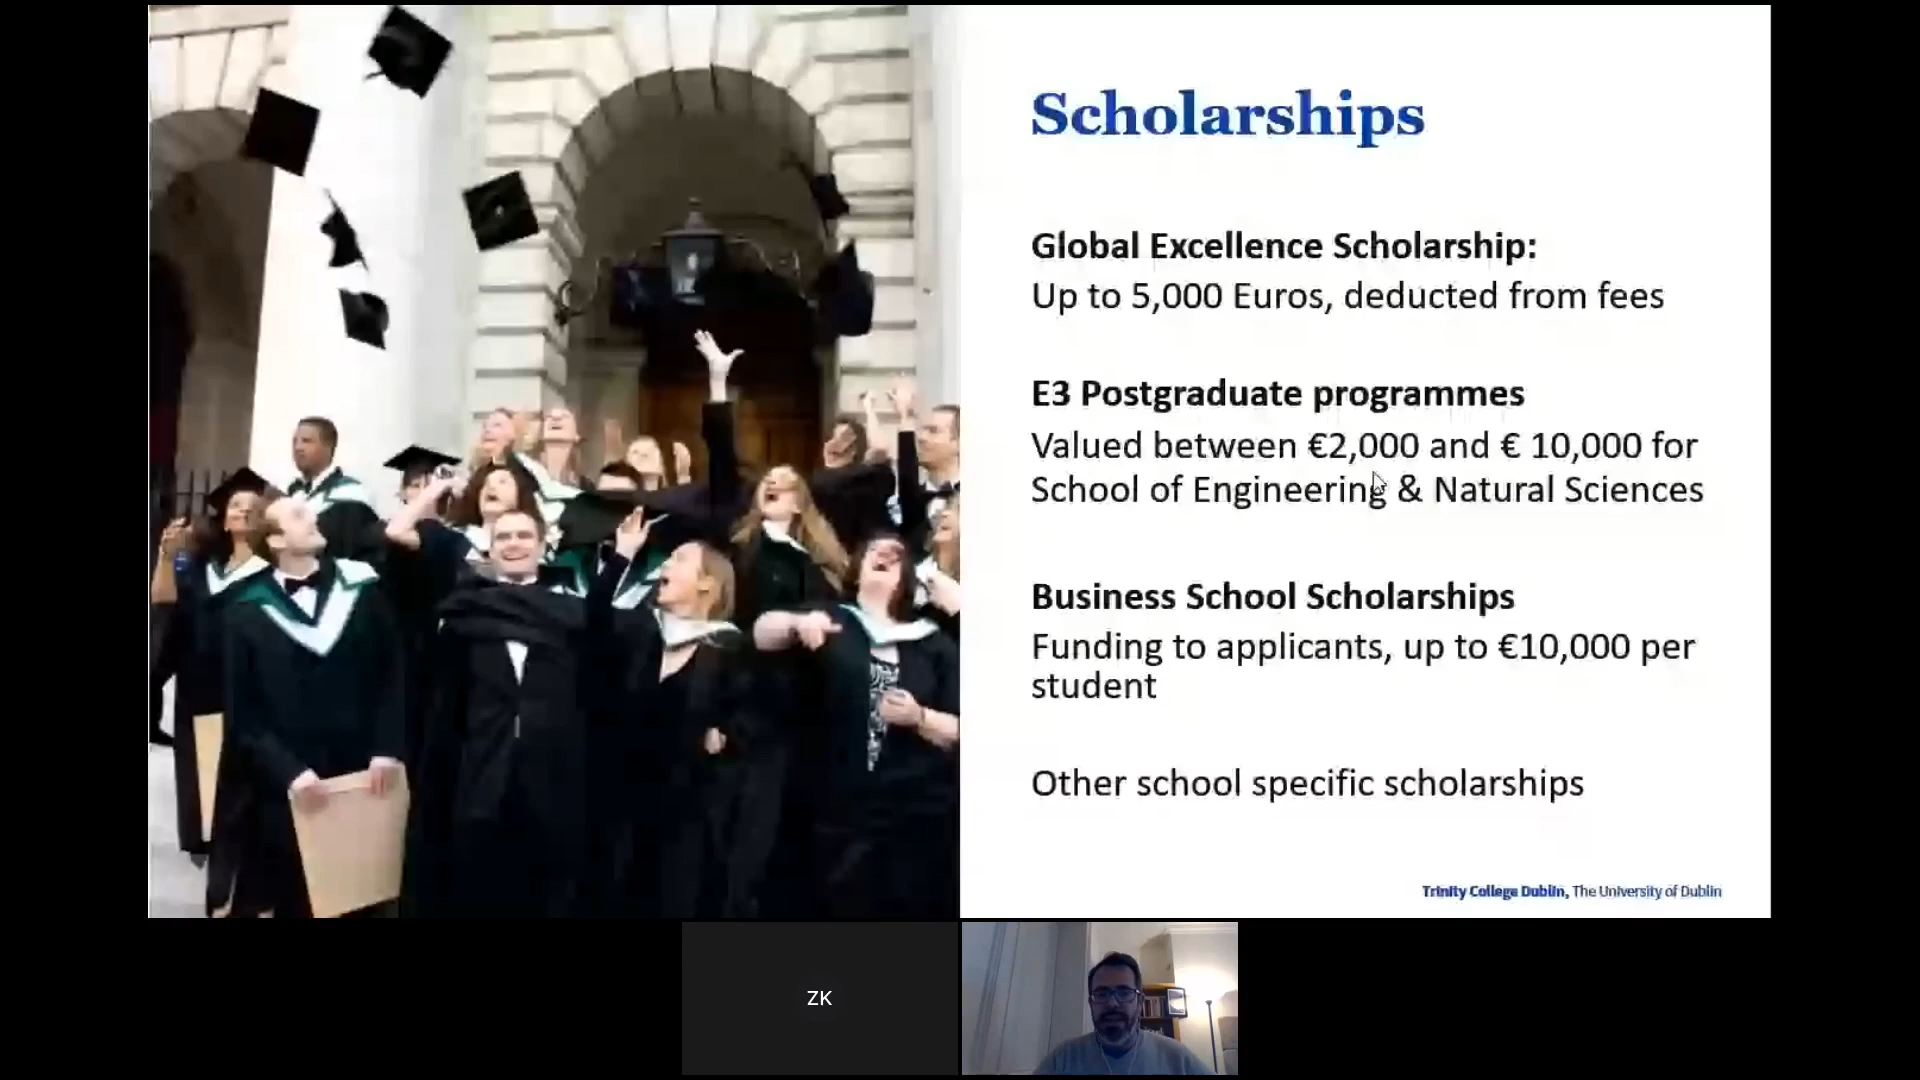 Scholarships
Global Excellence Scholarship:
Up to 5,000 Euros, deducted from fees
E3 Postgraduate programmes
Valued between €2,000 and € 10,000 for
School of Engineering & Natural Sciences
Business School Scholarships
Funding to applicants, up to €10,000 per
student
Other school specific scholarships
Trinity College Dublin, The University of Dublin
ZK